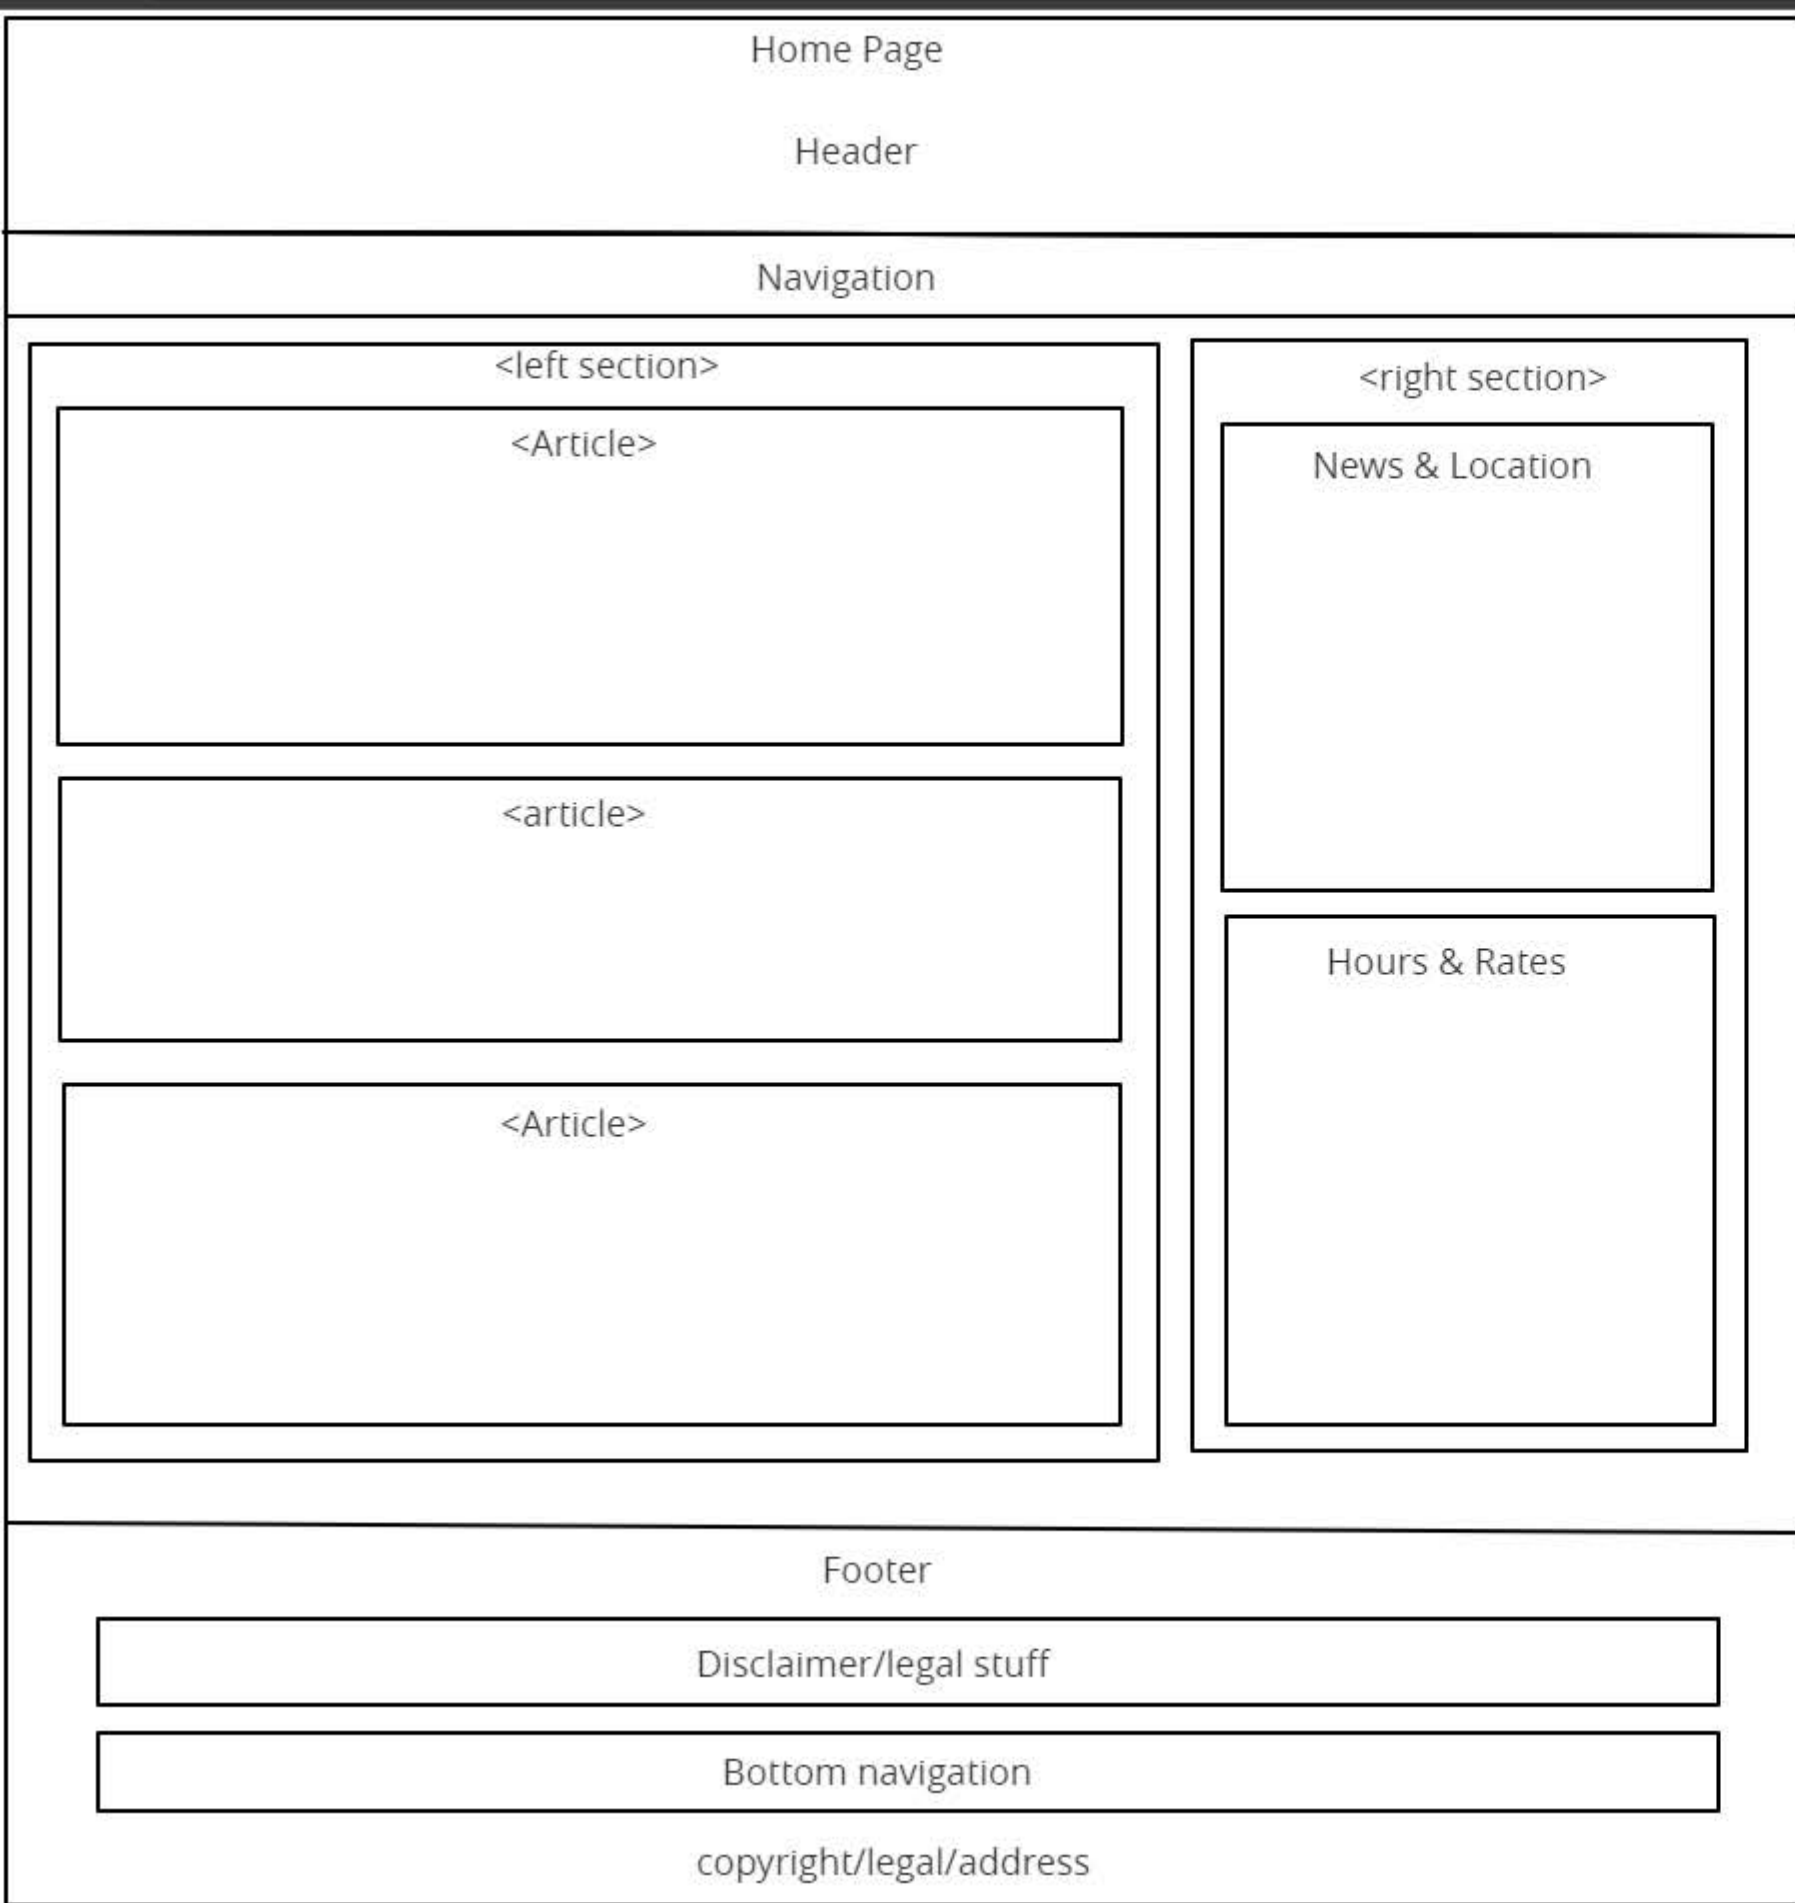 Home Page
Header
Navigation
<left section>
<Article>
<article>
<Article>
<right section>
News & Location
Hours & Rates
Footer
Disclaimer/legal stuff
Bottom navigation
copyright/legal/address